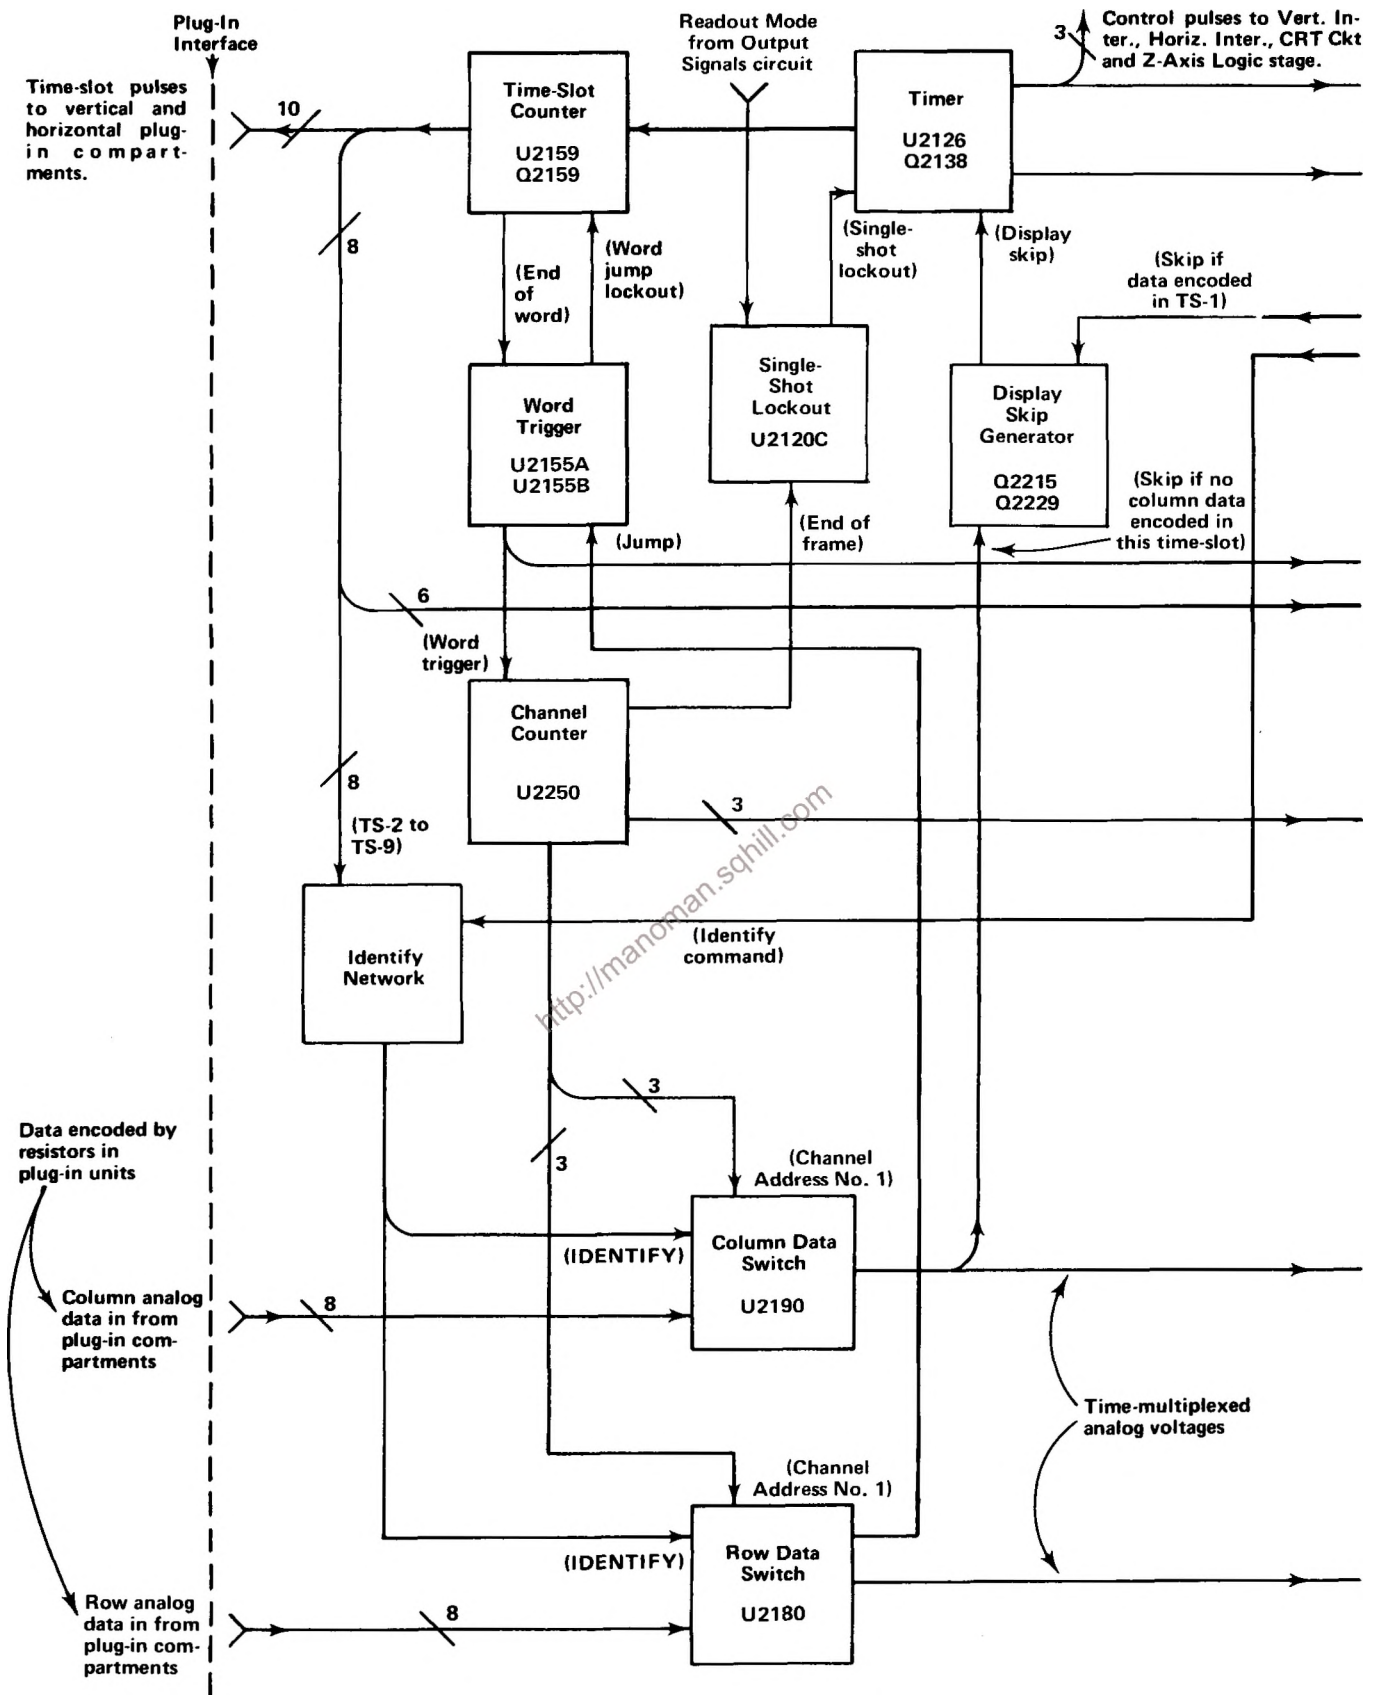 Plug-In
Interface
Time-slot pulses
to vertical and
horizontal plug-
in compart-
ments.
10
Time-Slot
Counter
U2159
Q2159
Readout Mode
from Output
Signals circuit
Timer
U2126
Q2138
3
Control pulses to Vert. In-
ter., Horiz. Inter., CRT Ckt
and Z-Axis Logic stage.
8
(End
of
word)
(Word
jump
lockout)
(Single-
shot
lockout)
(Display
skip)
(Skip if
data encoded
in TS-1)
Word
Trigger
U2155A
U2155B
Single-
Shot
Lockout
U2120C
Display
Skip
Generator
Q2215
Q2229
(Skip if no
column data
encoded in
this time-slot)
(Jump)
(End of
frame)
6
(Word
trigger)
Channel
Counter
U2250
8
3
(TS-2 to
TS-9)
Identify
Network
(Identify
command)
http://manoman.sqhill.com
3
3
Data encoded by
resistors in
plug-in units
(Channel
Address No. 1)
(IDENTIFY)
Column Data
Switch
U2190
Column analog
data in from
plug-in com-
partments
8
Time-multiplexed
analog voltages
(Channel
Address No. 1)
(IDENTIFY)
Row Data
Switch
U2180
Row analog
data in from
plug-in com-
partments
8